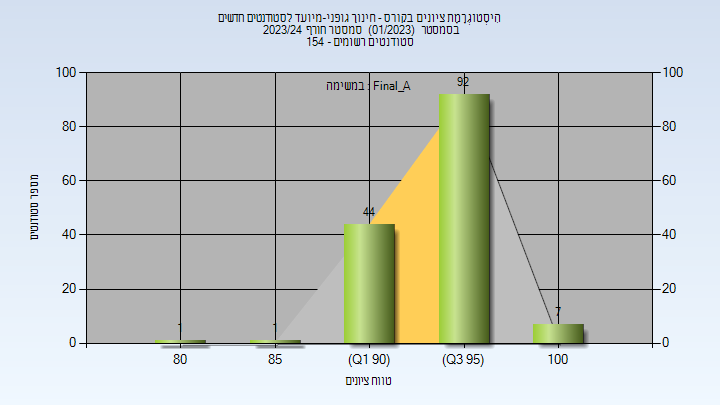 הִיסטוֹגרָמַת ציונים בקורס - חינוך גופני-מיועד לסטודנטים חדשים
בסמסטר (01/2023) סמסטר חורף 2023/24
סטודנטים רשומים - 154
במשימה : Final_A
מספר סטודנטים
100
80
60
40
20
0
100
80
60
40
20
0
1
1
44
92
7
80
85
(Q1 90)
(Q3 95)
100
טווח ציונים